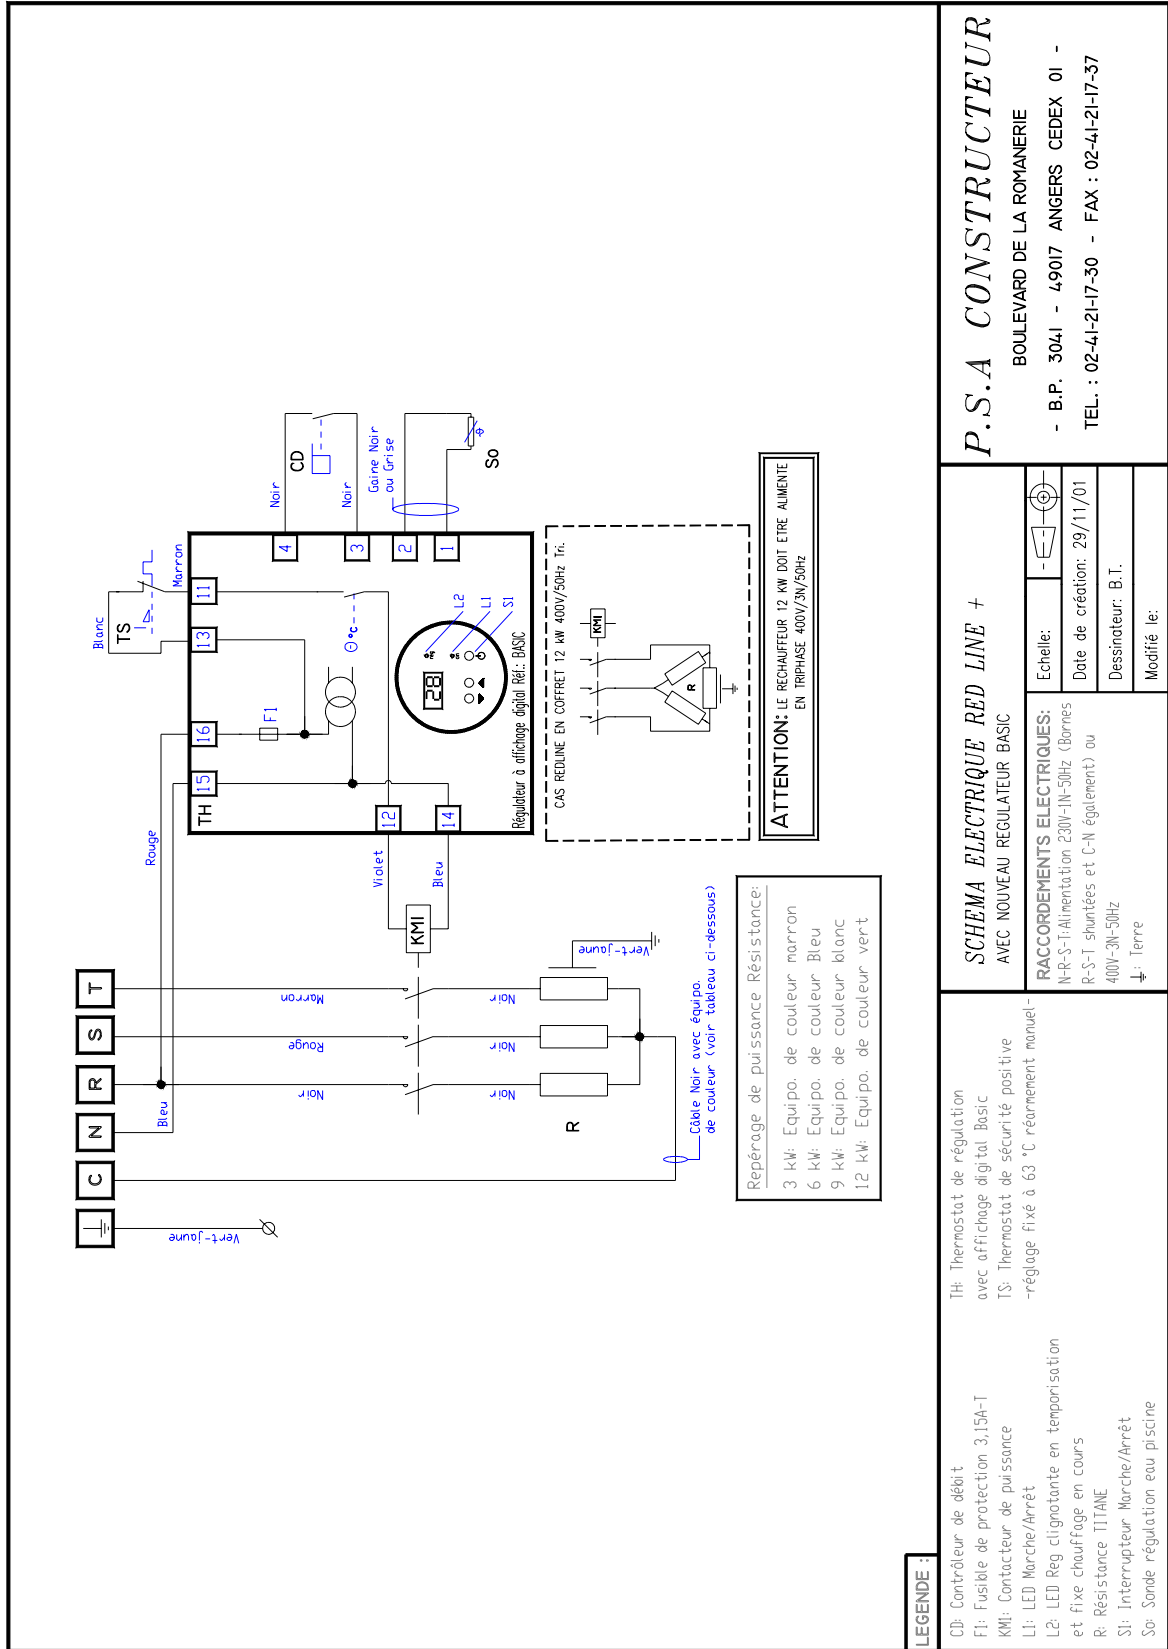 T
S
R
N
C
Marron
Rouge
Noir
Bleu
Vert-jaune
Noir
Noir
Noir
R
Vert-jaune
Câble Noir avec équipo.
de couleur (voir tableau ci-dessous)
KM1
Violet
Bleu
Rouge
Blanc
TS
Marron
TH
15
16
13
11
F1
°C
12
14
4
3
2
1
28
L2
L1
S1
Régulateur à affichage digital Réf.: BASIC
Noir
CD
Noir
Gaine Noir
ou Grise
So
CAS REDLINE EN COFFRET 12 kW 400V/50Hz Tri.
KM1
R
ATTENTION: LE RECHAUFFEUR 12 KW DOIT ETRE ALIMENTE
EN TRIPHASE 400V/3N/50Hz
Repérage de puissance Résistance:
3 kW: Equipo. de couleur marron
6 kW: Equipo. de couleur Bleu
9 kW: Equipo. de couleur blanc
12 kW: Equipo. de couleur vert
LEGENDE :
CD: Contrôleur de débit
F1: Fusible de protection 3,15A-T
KM1: Contacteur de puissance
L1: LED Marche/Arrêt
L2: LED Reg clignotante en temporisation
et fixe chauffage en cours
R: Résistance TITANE
S1: Interrupteur Marche/Arrêt
So: Sonde régulation eau piscine
TH: Thermostat de régulation
avec affichage digital Basic
TS: Thermostat de sécurité positive
-réglage fixé à 63 °C réarmement manuel-
SCHEMA ELECTRIQUE RED LINE +
AVEC NOUVEAU REGULATEUR BASIC
RACCORDEMENTS ELECTRIQUES:
N-R-S-T:Alimentation 230V-1N-50Hz (Bornes
R-S-T shuntées et C-N également) ou
400V-3N-50Hz
: Terre
Echelle:
Date de création: 29/11/01
Dessinateur: B.T.
Modifié le:
P.S.A CONSTRUCTEUR
BOULEVARD DE LA ROMANERIE
- B.P. 3041 - 49017 ANGERS CEDEX 01 -
TEL. : 02-41-21-17-30 - FAX : 02-41-21-17-37